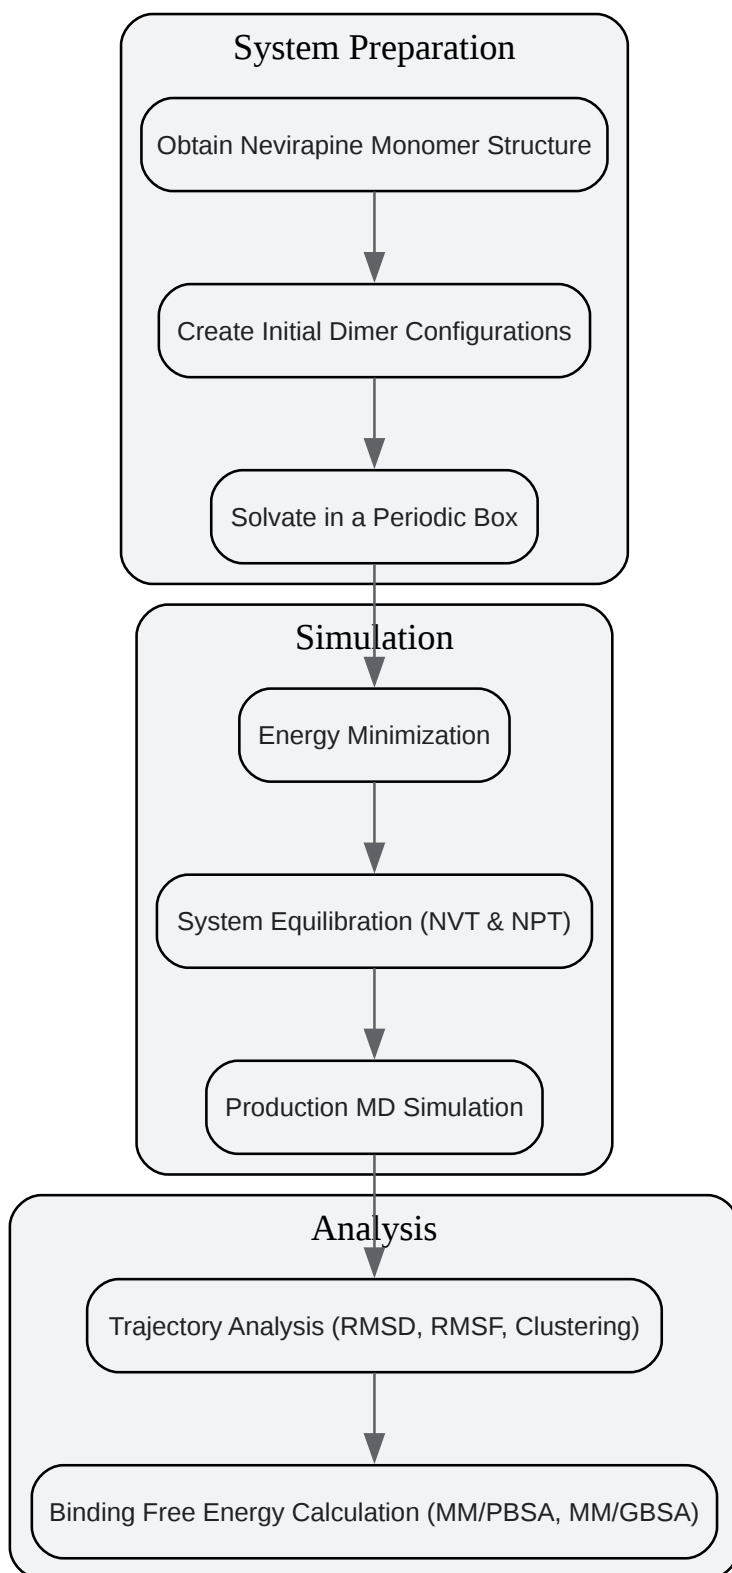 System Preparation
Obtain Nevirapine Monomer Structure
Create Initial Dimer Configurations
Solvate in a Periodic Box
Simulation
Energy Minimization
System Equilibration (NVT & NPT)
Production MD Simulation
Analysis
Trajectory Analysis (RMSD, RMSF, Clustering)
Binding Free Energy Calculation (MM/PBSA, MM/GBSA)